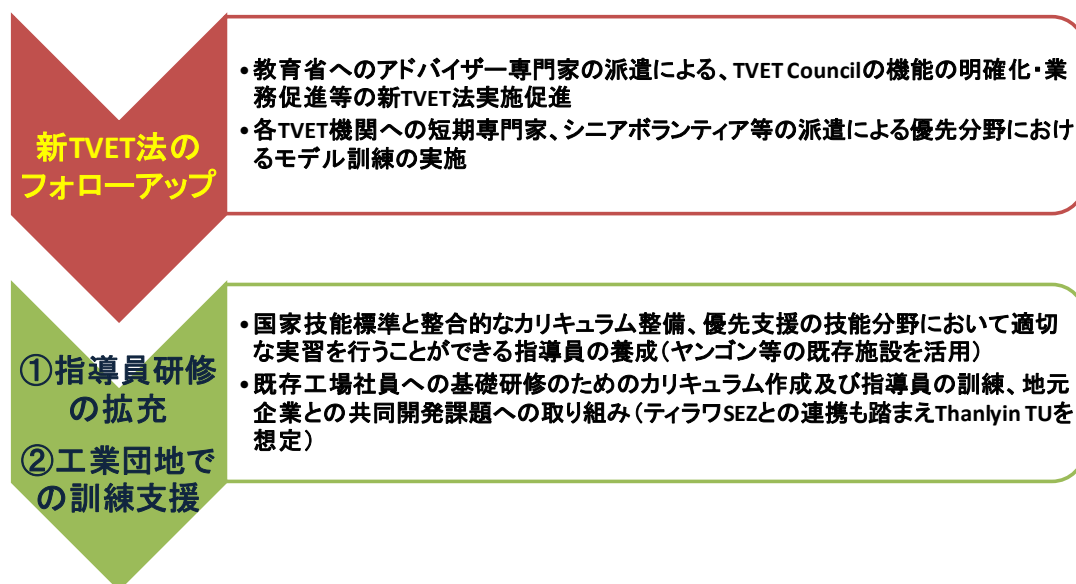 新TVET法の
フォローアップ
•教育省へのアドバイザー専門家の派遣による、TVET Councilの機能の明確化・業
務促進等の新TVET法実施促進
•各TVET機関への短期専門家、シニアボランティア等の派遣による優先分野におけ
るモデル訓練の実施
①指導員研修
の拡充
②工業団地で
の訓練支援
•国家技能標準と整合的なカリキュラム整備、優先支援の技能分野において適切
な実習を行うことができる指導員の養成（ヤンゴン等の既存施設を活用）
•既存工場社員への基礎研修のためのカリキュラム作成及び指導員の訓練、地元
企業との共同開発課題への取り組み（ティラワSEZとの連携も踏まえThanlyin TUを
想定）